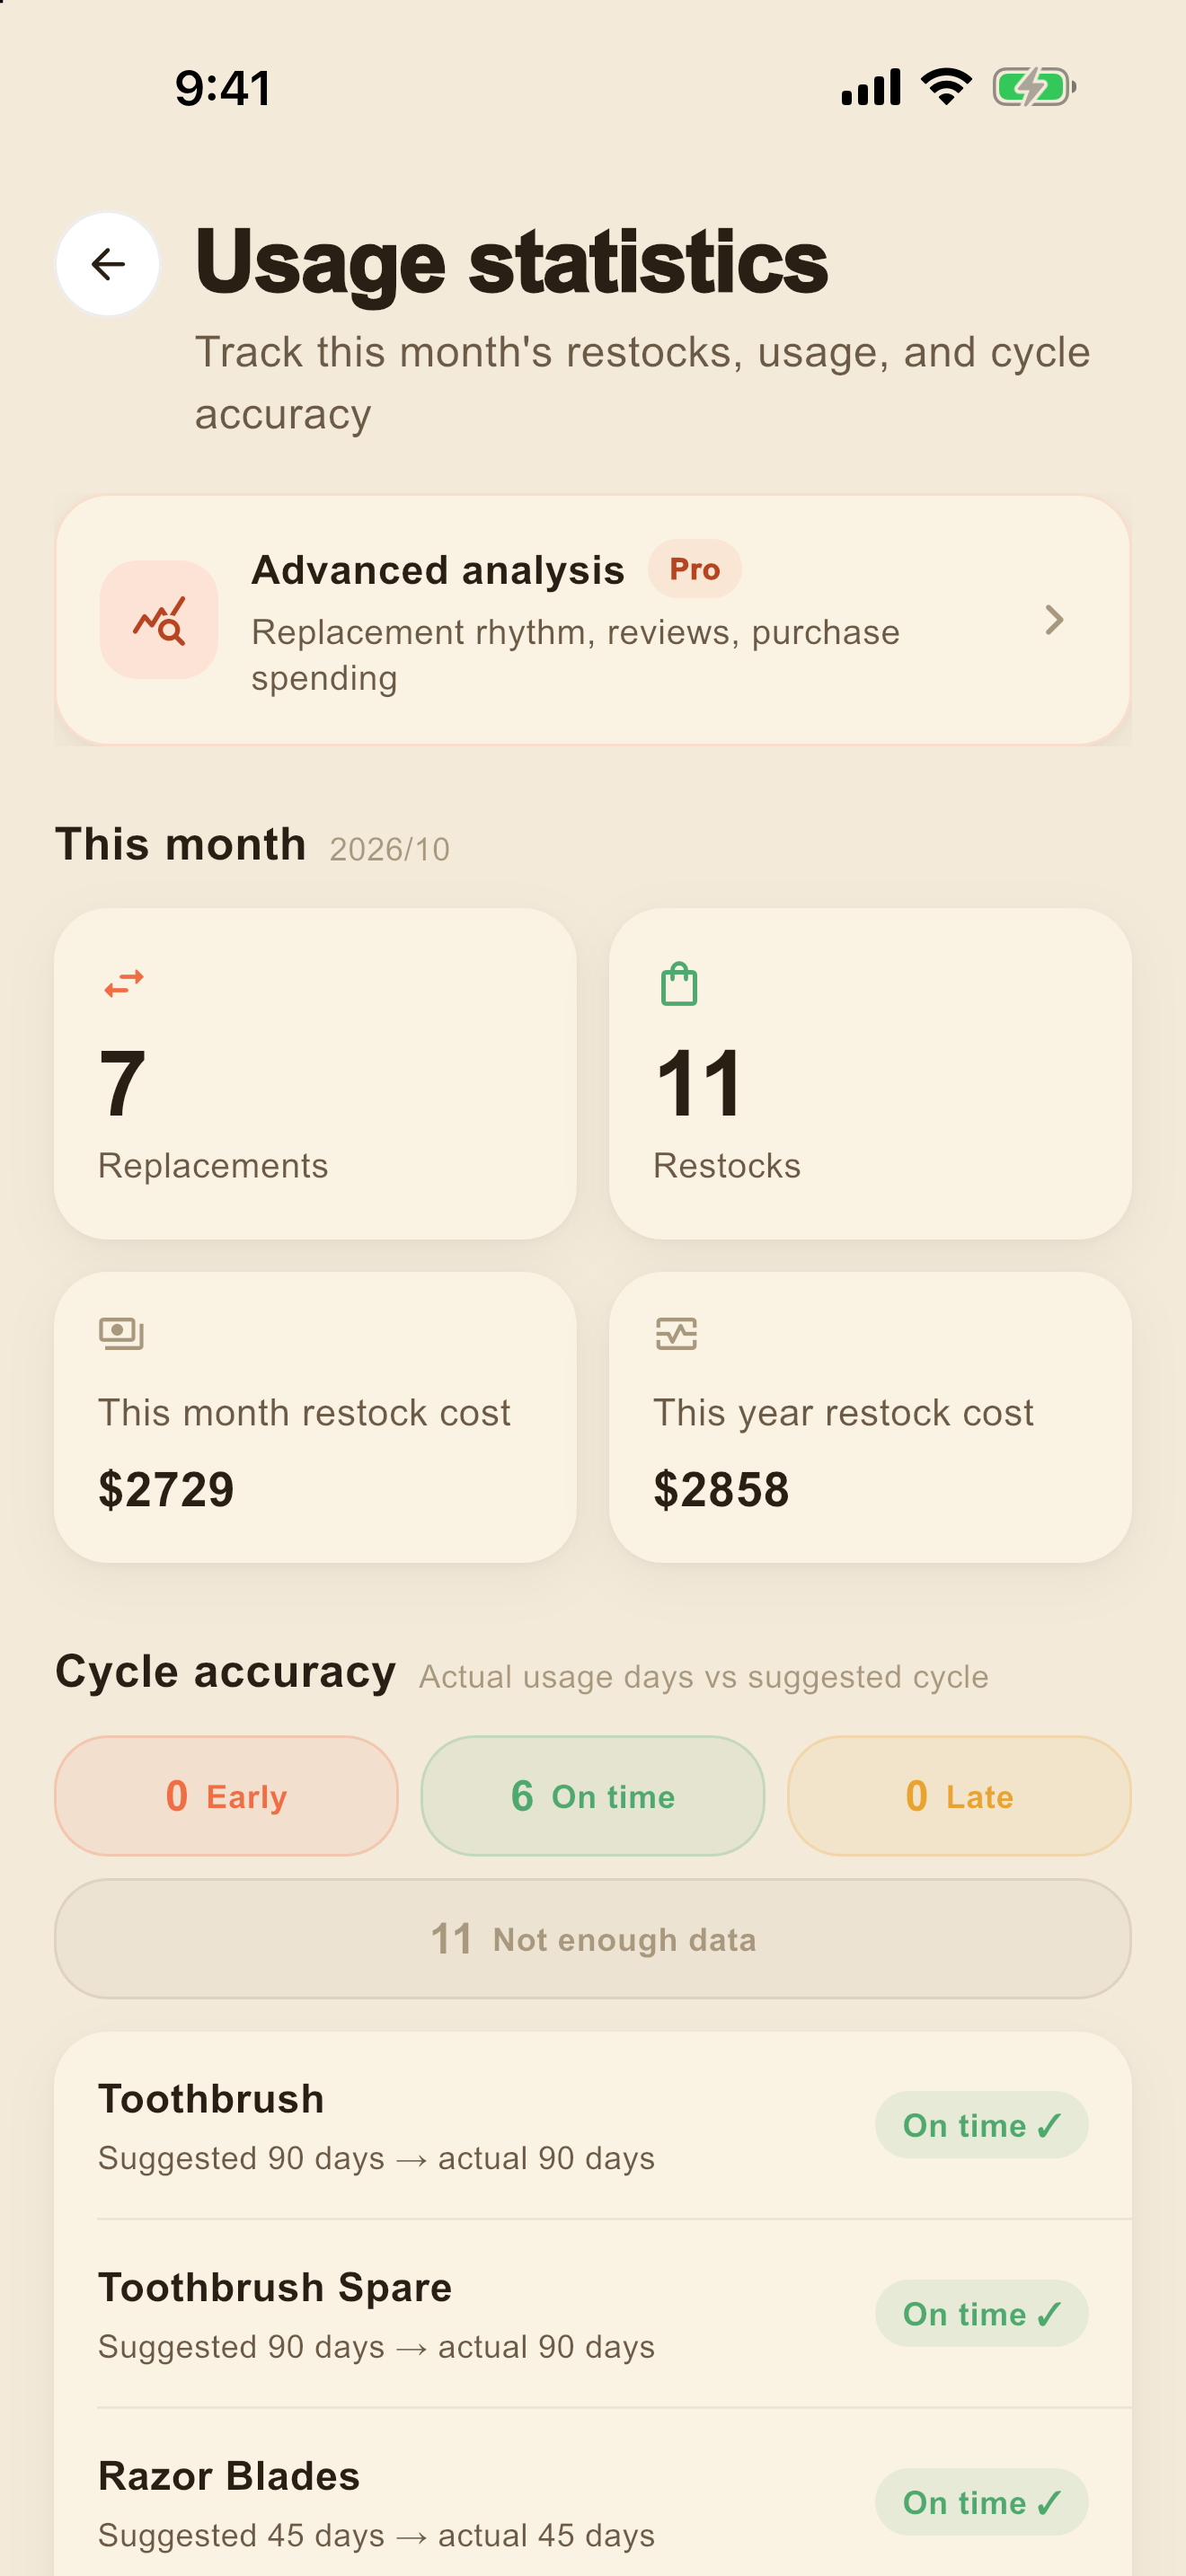 9:41
Usage statistics
Track this month's restocks, usage, and cycle
accuracy
Advanced analysis Pro
Replacement rhythm, reviews, purchase
spending
This month 2026/10
7
Replacements
11
Restocks
This month restock cost
$2729
This year restock cost
$2858
Cycle accuracy Actual usage days vs suggested cycle
0 Early
6 On time
0 Late
11 Not enough data
Toothbrush
Suggested 90 days → actual 90 days
On time ✓
Toothbrush Spare
Suggested 90 days → actual 90 days
On time ✓
Razor Blades
Suggested 45 days → actual 45 days
On time ✓